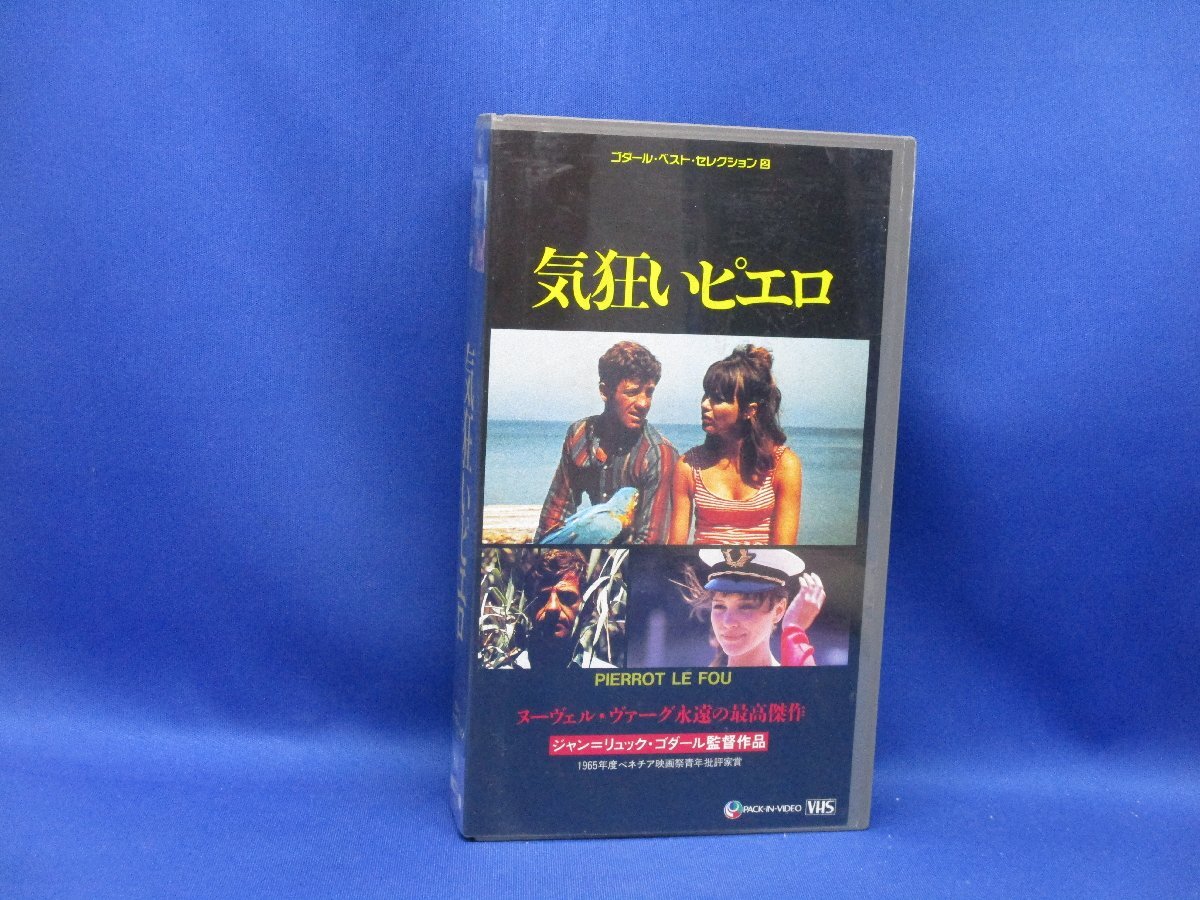 ゴダール・ベスト・セレクション 2
気狂いピエロ
PIERROT LE FOU
ヌーヴェル・ヴァーグ永遠の最高傑作
ジャン=リュック・ゴダール監督作品
1965年度ベネチア映画祭青年批評家賞
PACK-IN-VIDEO VHS